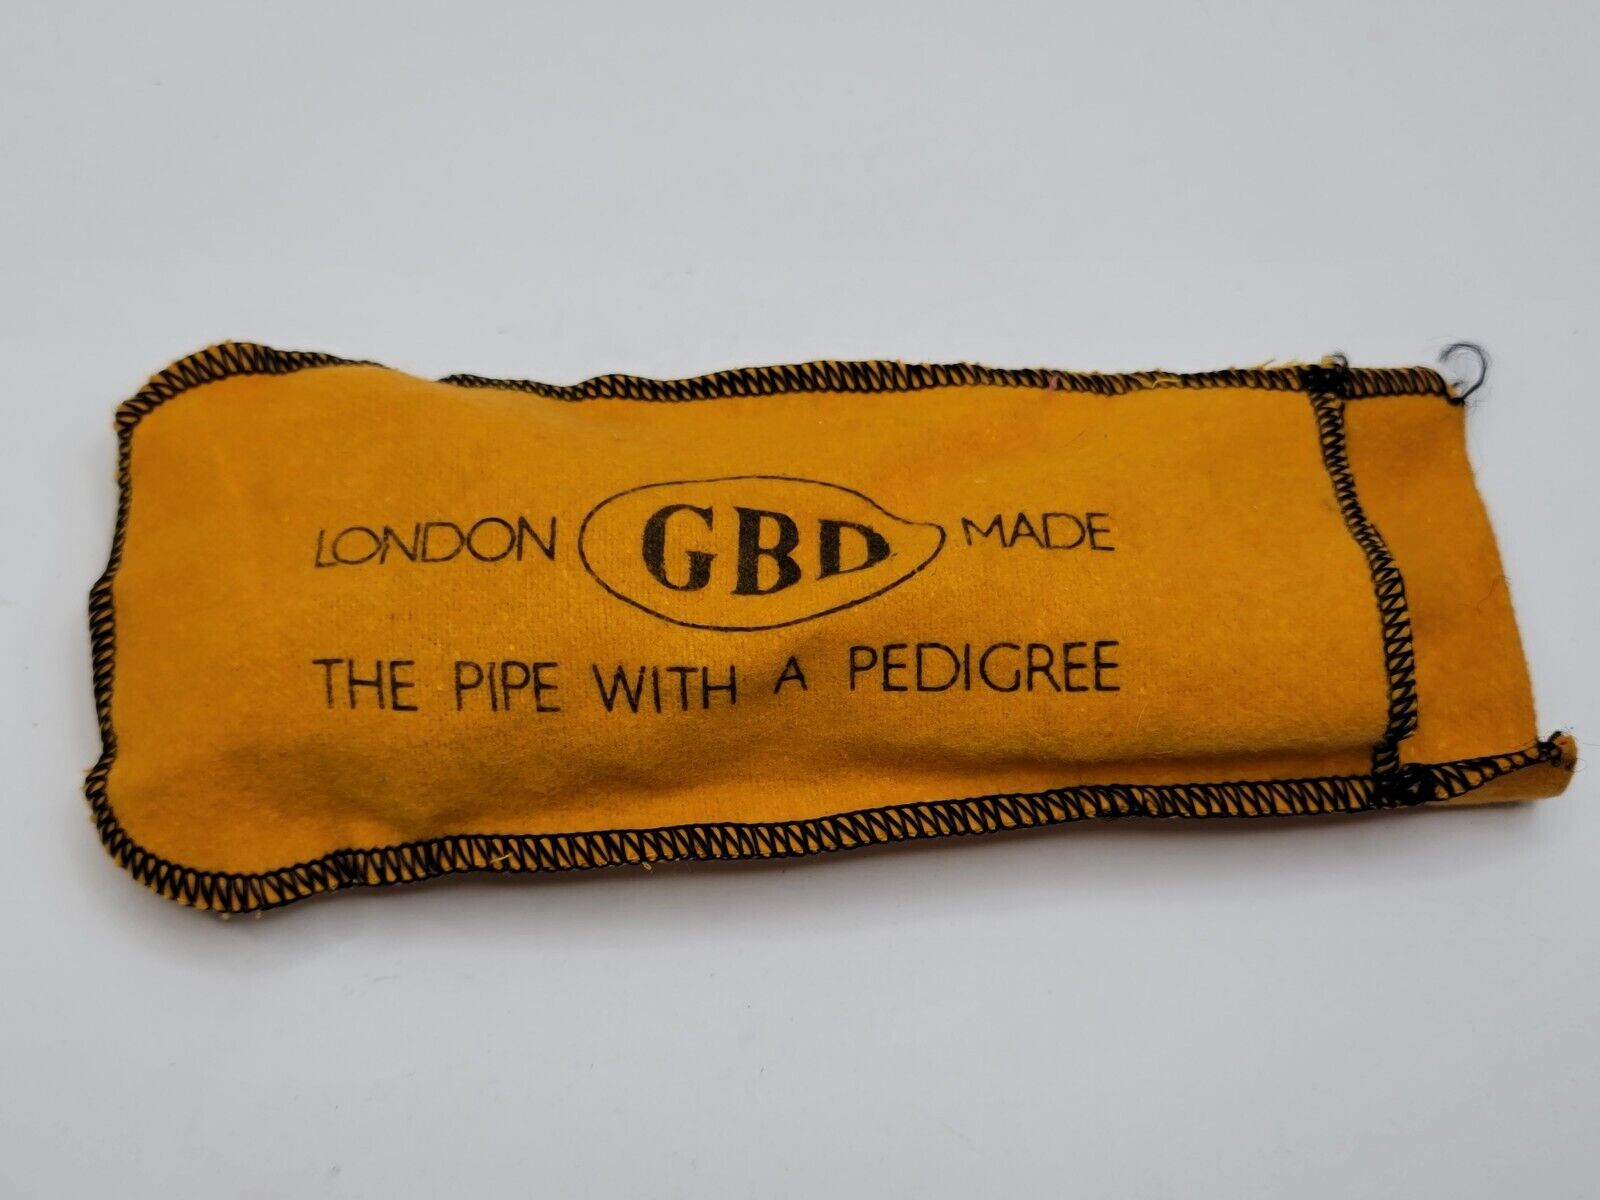 LONDON GBD MADE
THE PIPE WITH A PEDIGREE